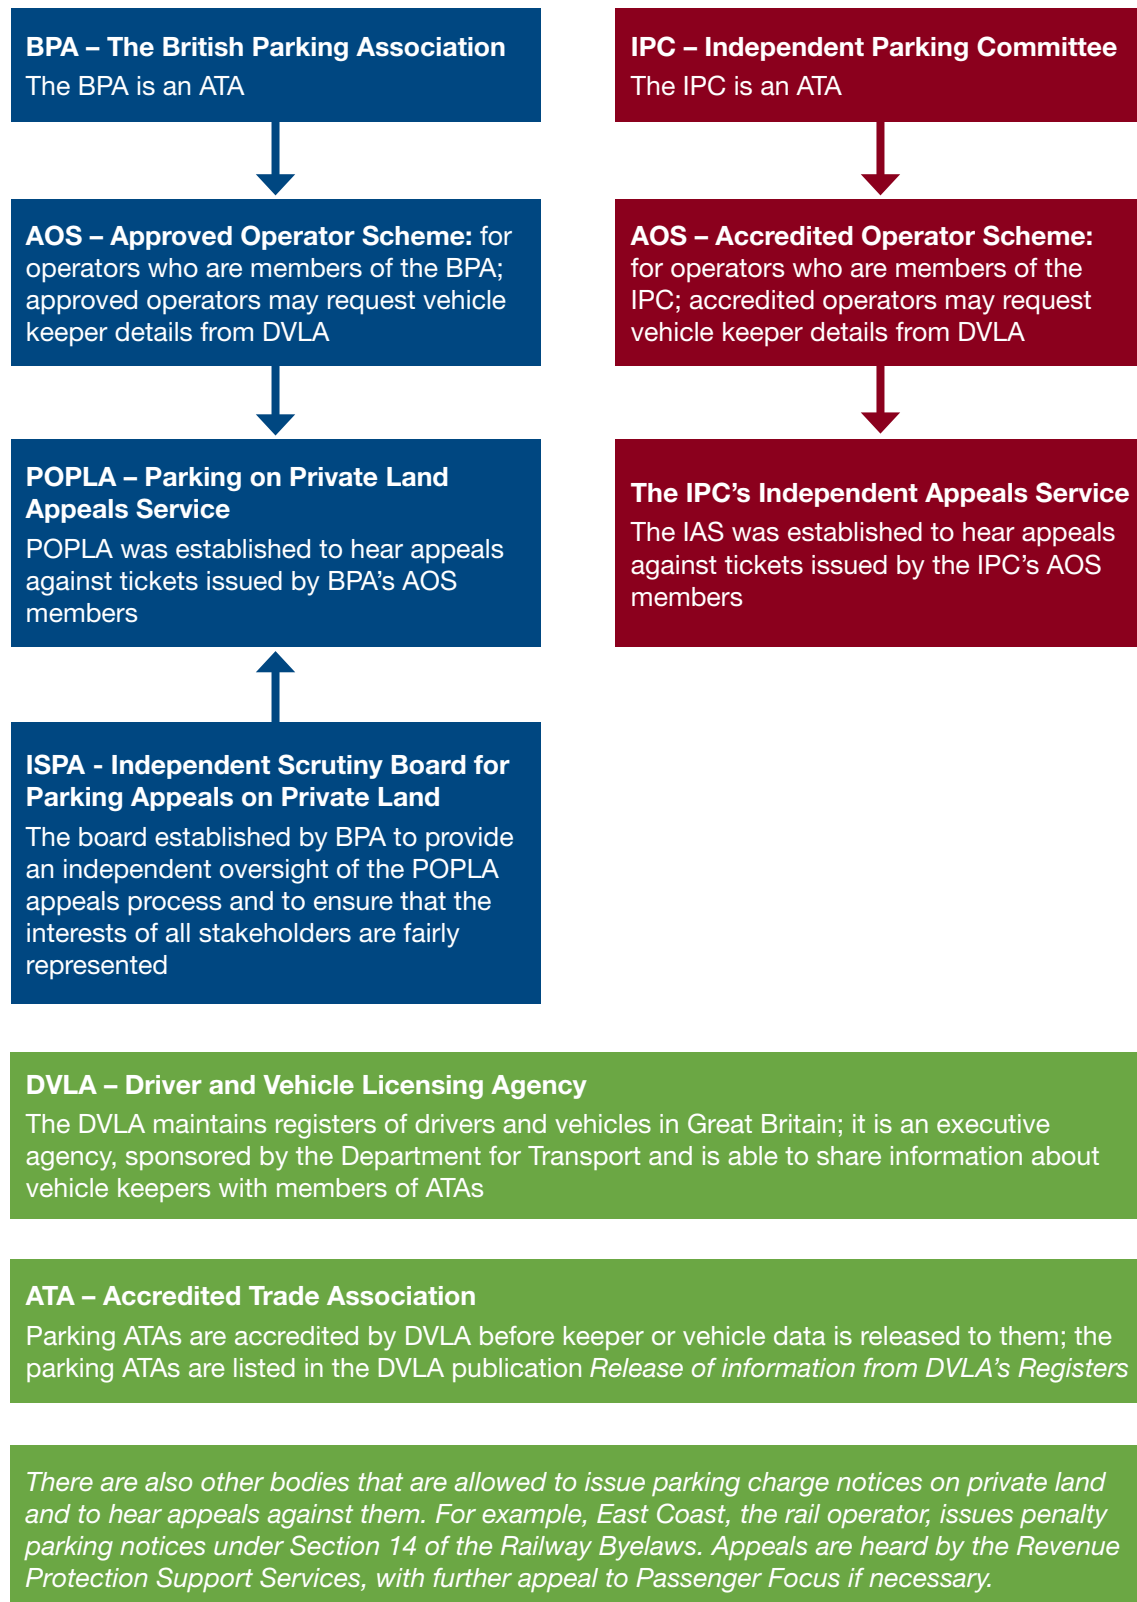 BPA – The British Parking Association
The BPA is an ATA
AOS – Approved Operator Scheme: for
operators who are members of the BPA;
approved operators may request vehicle
keeper details from DVLA
POPLA – Parking on Private Land
Appeals Service
POPLA was established to hear appeals
against tickets issued by BPA’s AOS
members
ISPA - Independent Scrutiny Board for
Parking Appeals on Private Land
The board established by BPA to provide
an independent oversight of the POPLA
appeals process and to ensure that the
interests of all stakeholders are fairly
represented
IPC – Independent Parking Committee
The IPC is an ATA
AOS – Accredited Operator Scheme:
for operators who are members of the
IPC; accredited operators may request
vehicle keeper details from DVLA
The IPC’s Independent Appeals Service
The IAS was established to hear appeals
against tickets issued by the IPC’s AOS
members
DVLA – Driver and Vehicle Licensing Agency
The DVLA maintains registers of drivers and vehicles in Great Britain; it is an executive
agency, sponsored by the Department for Transport and is able to share information about
vehicle keepers with members of ATAs
ATA – Accredited Trade Association
Parking ATAs are accredited by DVLA before keeper or vehicle data is released to them; the
parking ATAs are listed in the DVLA publication Release of information from DVLA’s Registers
There are also other bodies that are allowed to issue parking charge notices on private land
and to hear appeals against them. For example, East Coast, the rail operator, issues penalty
parking notices under Section 14 of the Railway Byelaws. Appeals are heard by the Revenue
Protection Support Services, with further appeal to Passenger Focus if necessary.